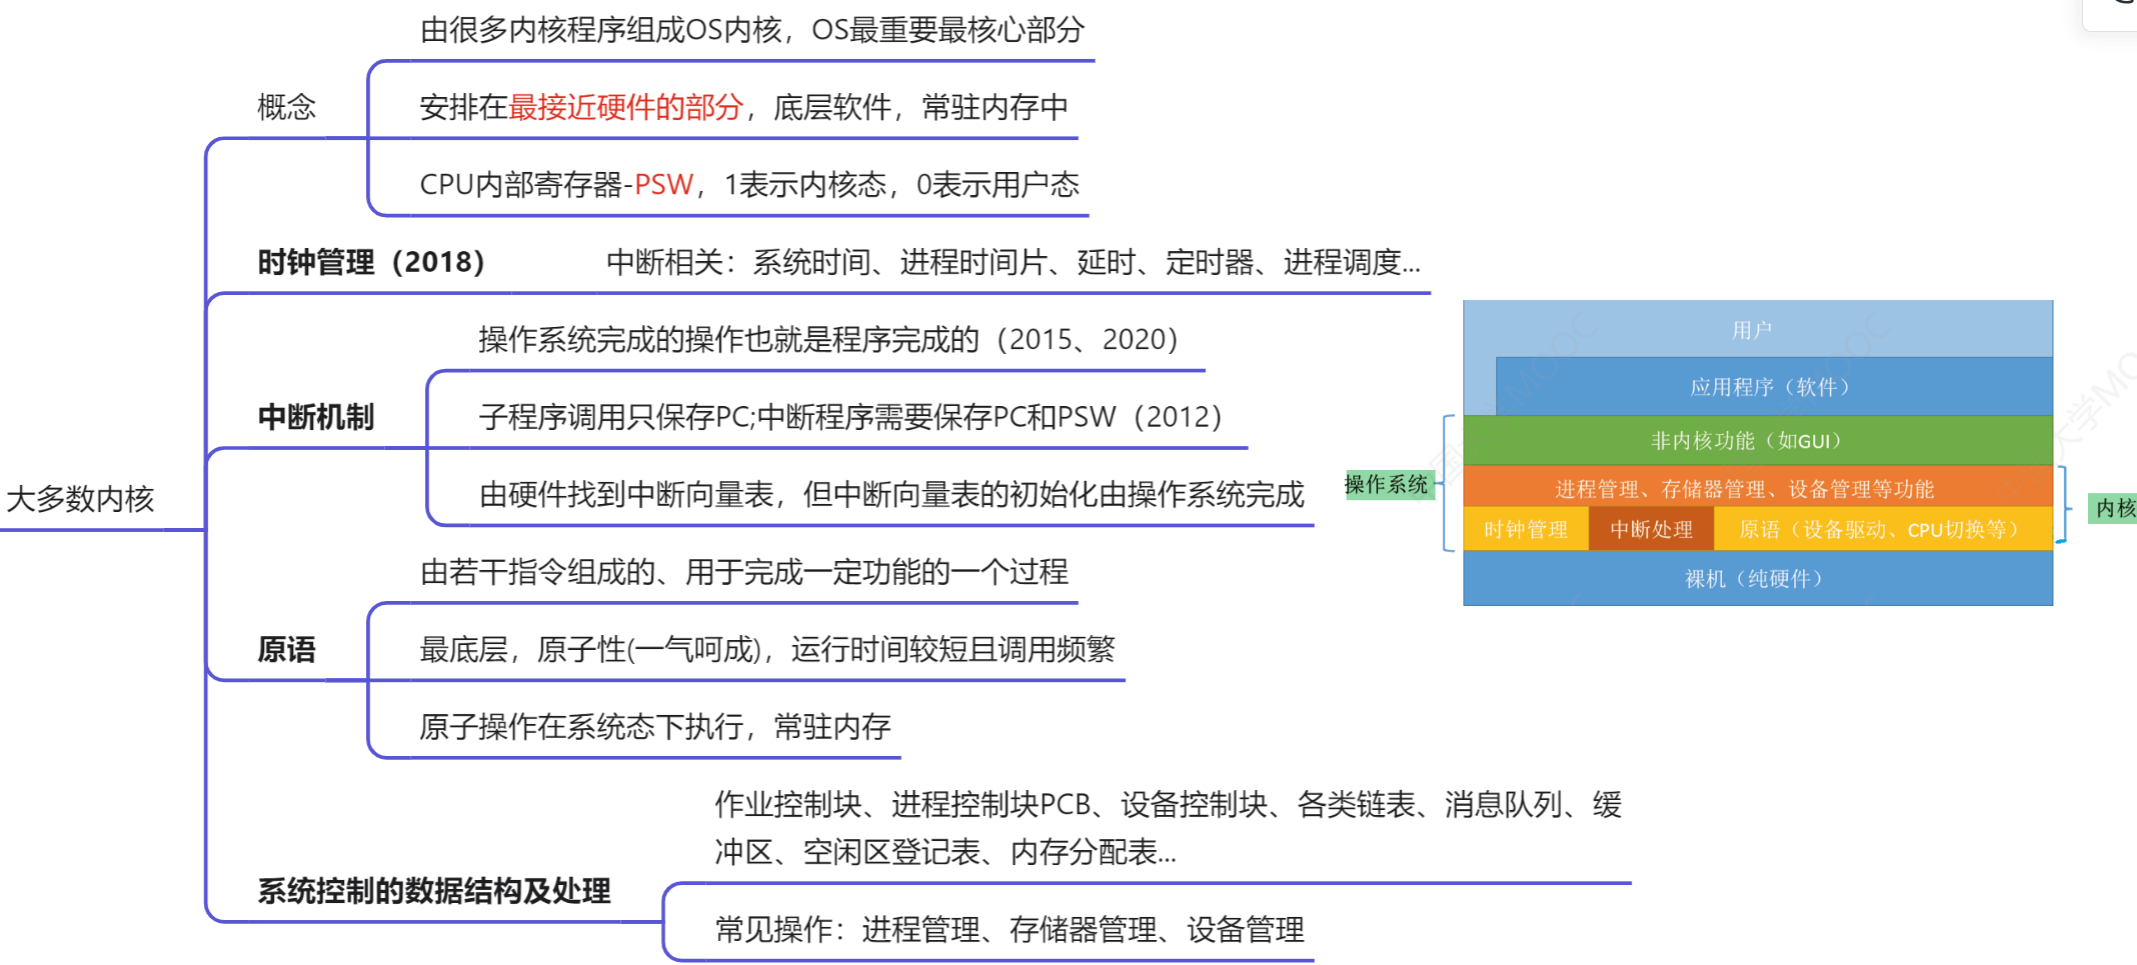 由很多内核程序组成OS内核，OS最重要最核心部分
概念
安排在最接近硬件的部分，底层软件，常驻内存中
CPU内部寄存器-PSW，1表示内核态，0表示用户态
时钟管理（2018）
中断相关：系统时间、进程时间片、延时、定时器、进程调度...
操作系统完成的操作也就是程序完成的（2015、2020）
中断机制
子程序调用只保存PC;中断程序需要保存PC和PSW（2012）
由硬件找到中断向量表，但中断向量表的初始化由操作系统完成
大多数内核
由若干指令组成的、用于完成一定功能的一个过程
原语
最底层，原子性(一气呵成)，运行时间较短且调用频繁
原子操作在系统态下执行，常驻内存
作业控制块、进程控制块PCB、设备控制块、各类链表、消息队列、缓
冲区、空闲区登记表、内存分配表...
系统控制的数据结构及处理
常见操作：进程管理、存储器管理、设备管理
用户
应用程序（软件）
非内核功能（如GUI）
操作系统
进程管理、存储器管理、设备管理等功能
内核
时钟管理
中断处理
原语（设备驱动、CPU切换等）
裸机（纯硬件）